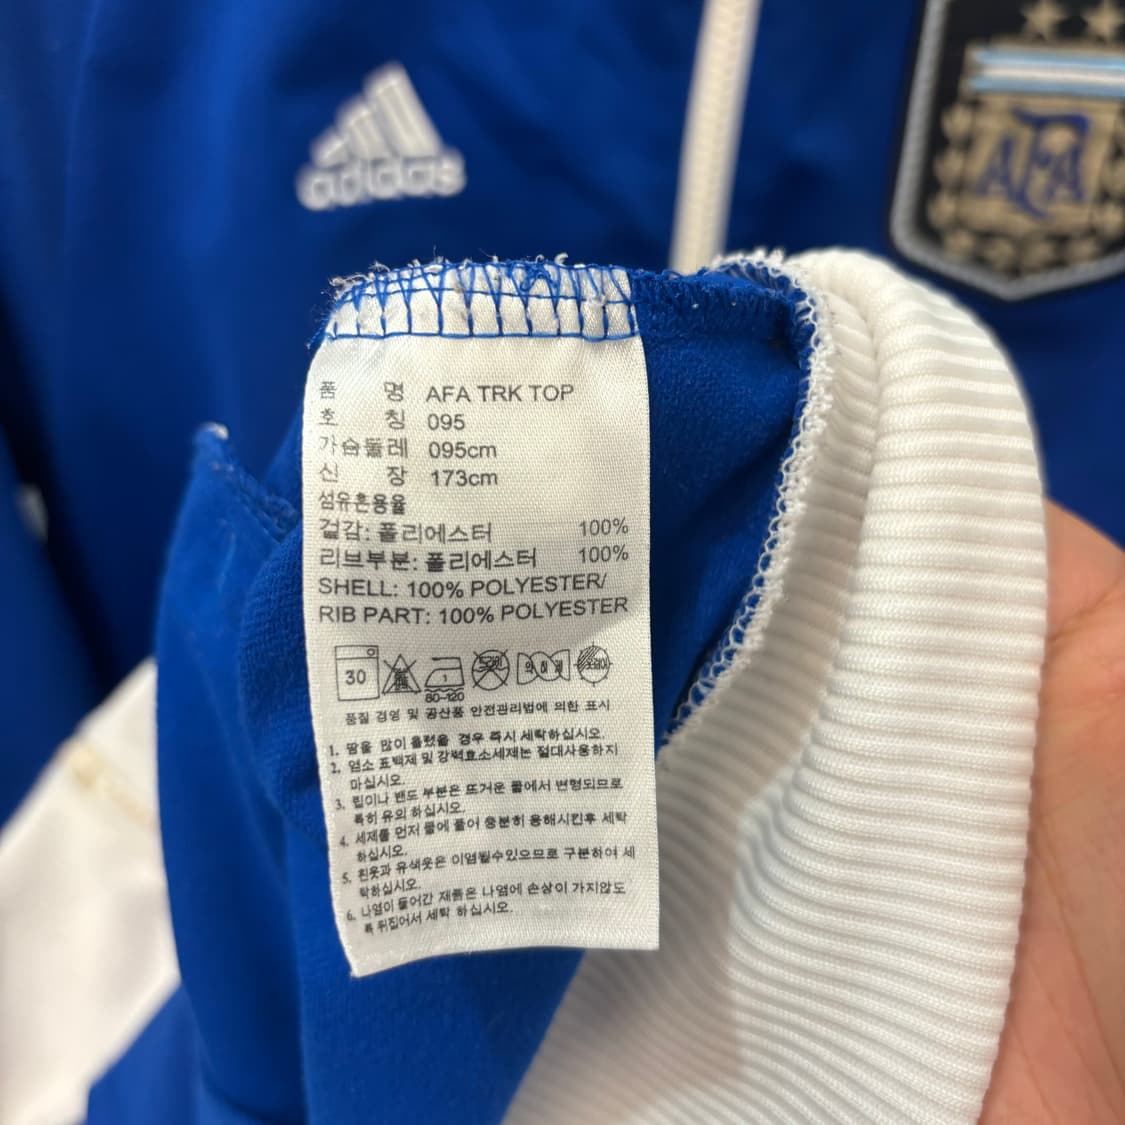 adidas
AFA
품 명 AFA TRK TOP
호 칭 095
가슴둘레 095cm
신 장 173cm
섬유혼용율
겉감: 폴리에스터 100%
리브부분: 폴리에스터 100%
SHELL: 100% POLYESTER/
RIB PART: 100% POLYESTER
30
1
80~120
품질 경영 및 공산품 안전관리법에 의한 표시
1. 땀을 많이 흘렸을 경우 즉시 세탁하십시오.
2. 염소 표백제 및 강력효소세제는 절대사용하지
마십시오.
3. 립이나 밴드 부분은 뜨거운 물에서 변형되므로
특히 유의 하십시오.
4. 세제를 먼저 물에 풀어 충분히 용해시킨후 세탁
하십시오.
5. 흰옷과 유색옷은 이염될수있으므로 구분하여 세
탁하십시오.
6. 나염이 들어간 제품은 나염에 손상이 가지않도
록 뒤집어서 세탁 하십시오.